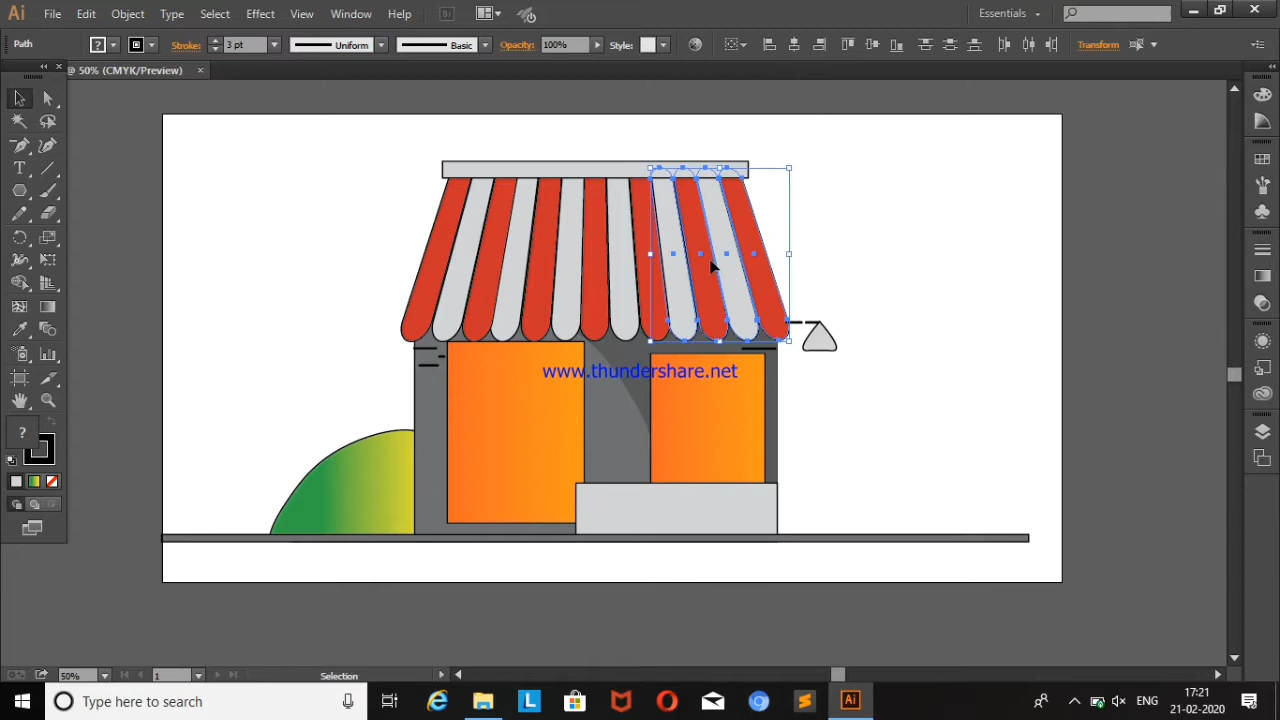 Ai File Edit Object Type Select Effect View Window Help Br Essentials
Path ? Stroke: 3 pt Uniform Basic Opacity: 100% Style: Transform
@ 50% (CMYK/Preview)
www.thundershare.net
?
50% 1 Selection
Type here to search ENG 17:21
21-02-2020
L
Ai